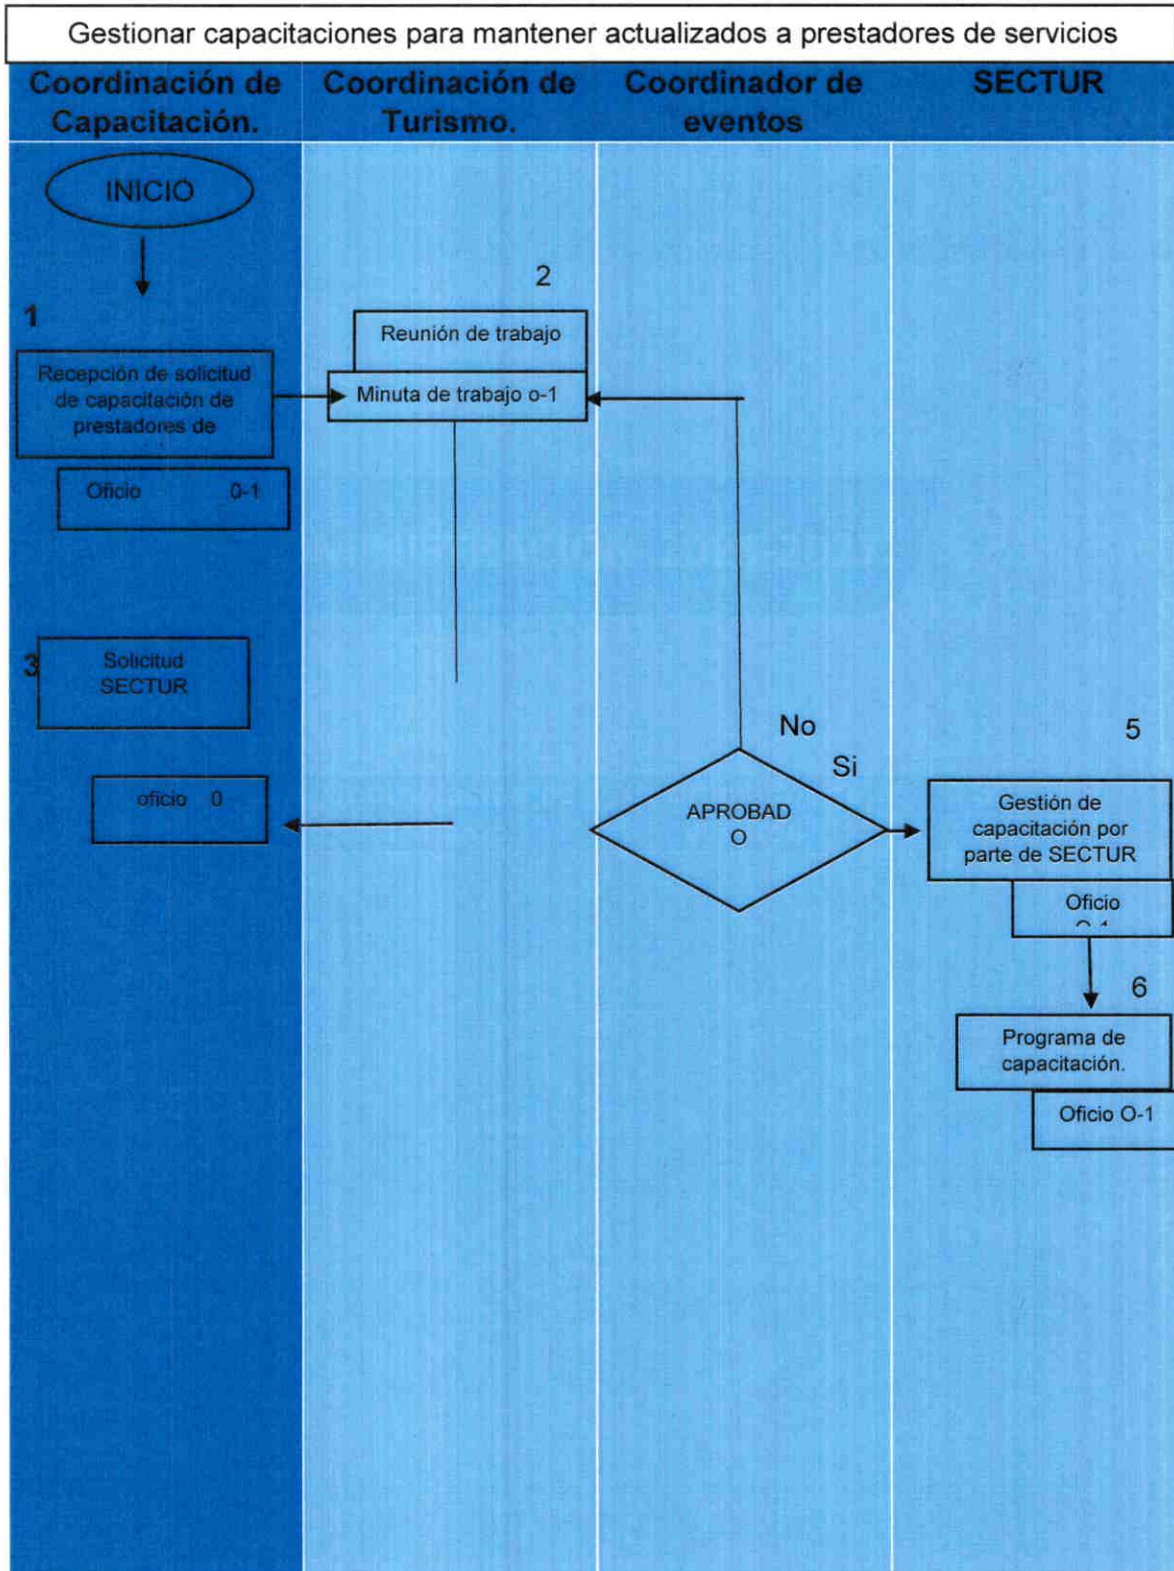 Gestionar capacitaciones para mantener actualizados a prestadores de servicios
Coordinación de
Capacitación.
Coordinación de
Turismo.
Coordinador de
eventos
SECTUR
INICIO
1
Recepción de solicitud
de capacitación de
prestadores de
Oficio 0-1
2
Reunión de trabajo
Minuta de trabajo o-1
3
Solicitud
SECTUR
oficio 0
No
Si
APROBAD
O
5
Gestión de
capacitación por
parte de SECTUR
Oficio
6
Programa de
capacitación.
Oficio O-1